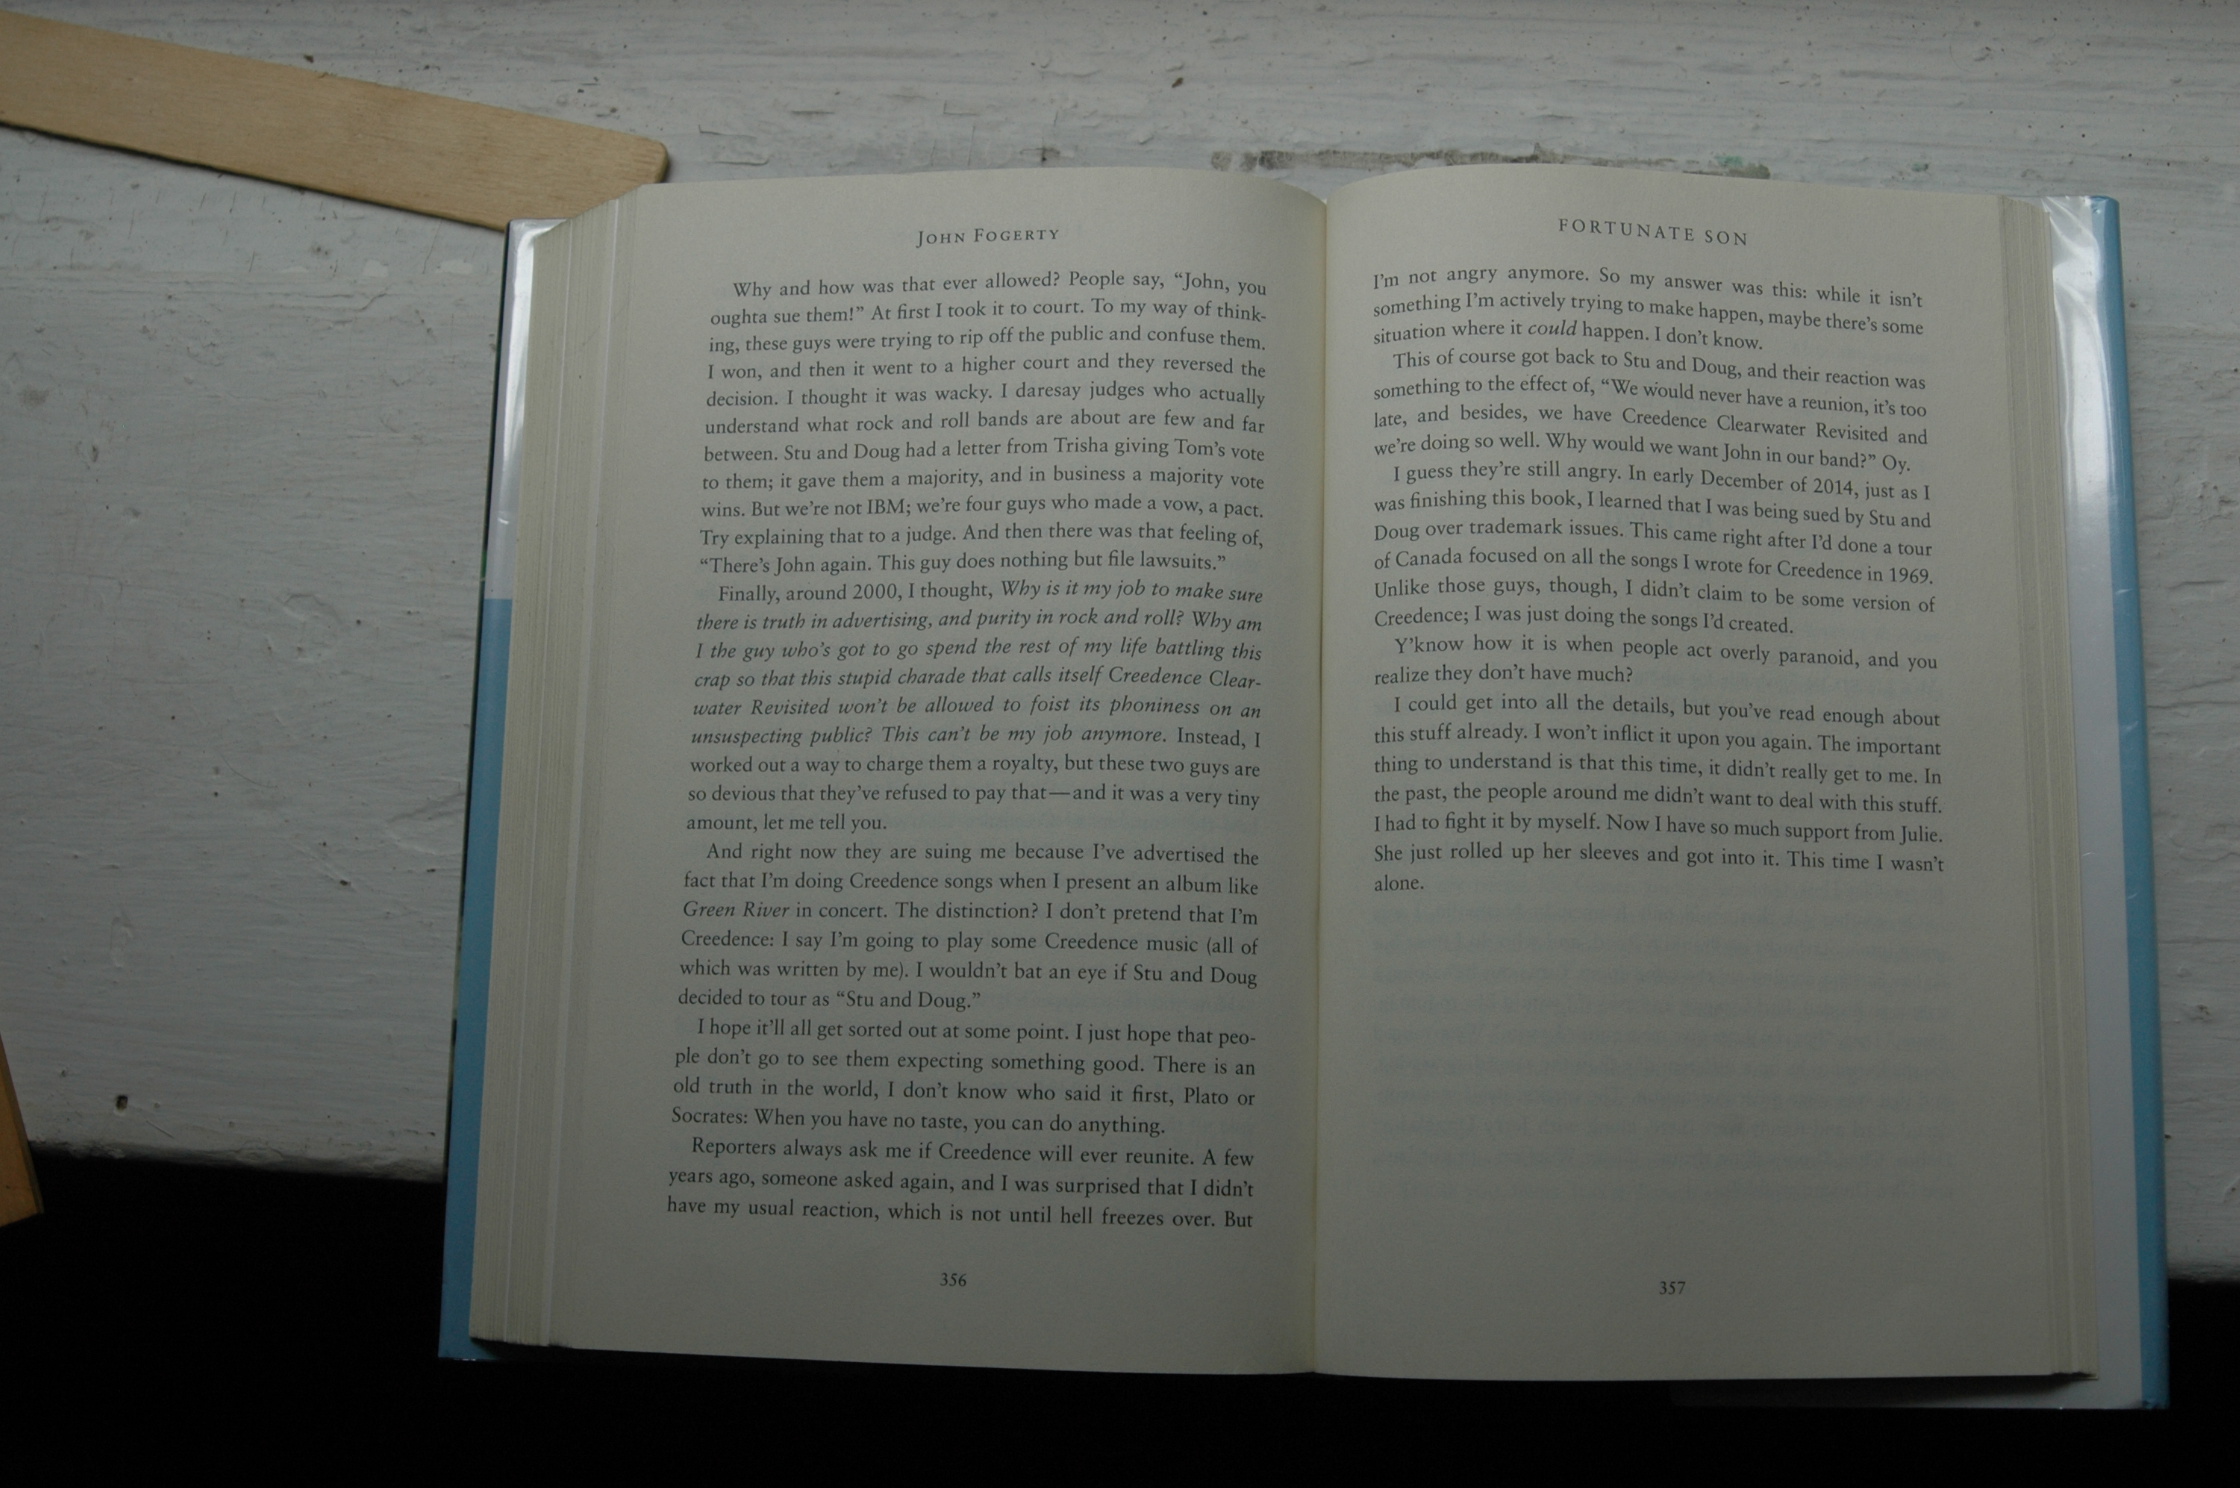 JOHN FOGERTY
Why and how was that ever allowed? People say, “John, you
oughta sue them!” At first I took it to court. To my way of think-
ing, these guys were trying to rip off the public and confuse them.
I won, and then it went to a higher court and they reversed the
decision. I thought it was wacky. I daresay judges who actually
understand what rock and roll bands are about are few and far
between. Stu and Doug had a letter from Trisha giving Tom’s vote
to them; it gave them a majority, and in business a majority vote
wins. But we’re not IBM; we’re four guys who made a vow, a pact.
Try explaining that to a judge. And then there was that feeling of,
“There’s John again. This guy does nothing but file lawsuits.”
Finally, around 2000, I thought, Why is it my job to make sure
there is truth in advertising, and purity in rock and roll? Why am
I the guy who’s got to go spend the rest of my life battling this
crap so that this stupid charade that calls itself Creedence Clear-
water Revisited won’t be allowed to foist its phoniness on an
unsuspecting public? This can’t be my job anymore. Instead, I
worked out a way to charge them a royalty, but these two guys are
so devious that they’ve refused to pay that—and it was a very tiny
amount, let me tell you.
And right now they are suing me because I’ve advertised the
fact that I’m doing Creedence songs when I present an album like
Green River in concert. The distinction? I don’t pretend that I’m
Creedence: I say I’m going to play some Creedence music (all of
which was written by me). I wouldn’t bat an eye if Stu and Doug
decided to tour as “Stu and Doug.”
I hope it’ll all get sorted out at some point. I just hope that peo-
ple don’t go to see them expecting something good. There is an
old truth in the world, I don’t know who said it first, Plato or
Socrates: When you have no taste, you can do anything.
Reporters always ask me if Creedence will ever reunite. A few
years ago, someone asked again, and I was surprised that I didn’t
have my usual reaction, which is not until hell freezes over. But
356
FORTUNATE SON
I’m not angry anymore. So my answer was this: while it isn’t
something I’m actively trying to make happen, maybe there’s some
situation where it could happen. I don’t know.
This of course got back to Stu and Doug, and their reaction was
something to the effect of, “We would never have a reunion, it’s too
late, and besides, we have Creedence Clearwater Revisited and
we’re doing so well. Why would we want John in our band?” Oy.
I guess they’re still angry. In early December of 2014, just as I
was finishing this book, I learned that I was being sued by Stu and
Doug over trademark issues. This came right after I’d done a tour
of Canada focused on all the songs I wrote for Creedence in 1969.
Unlike those guys, though, I didn’t claim to be some version of
Creedence; I was just doing the songs I’d created.
Y’know how it is when people act overly paranoid, and you
realize they don’t have much?
I could get into all the details, but you’ve read enough about
this stuff already. I won’t inflict it upon you again. The important
thing to understand is that this time, it didn’t really get to me. In
the past, the people around me didn’t want to deal with this stuff.
I had to fight it by myself. Now I have so much support from Julie.
She just rolled up her sleeves and got into it. This time I wasn’t
alone.
357